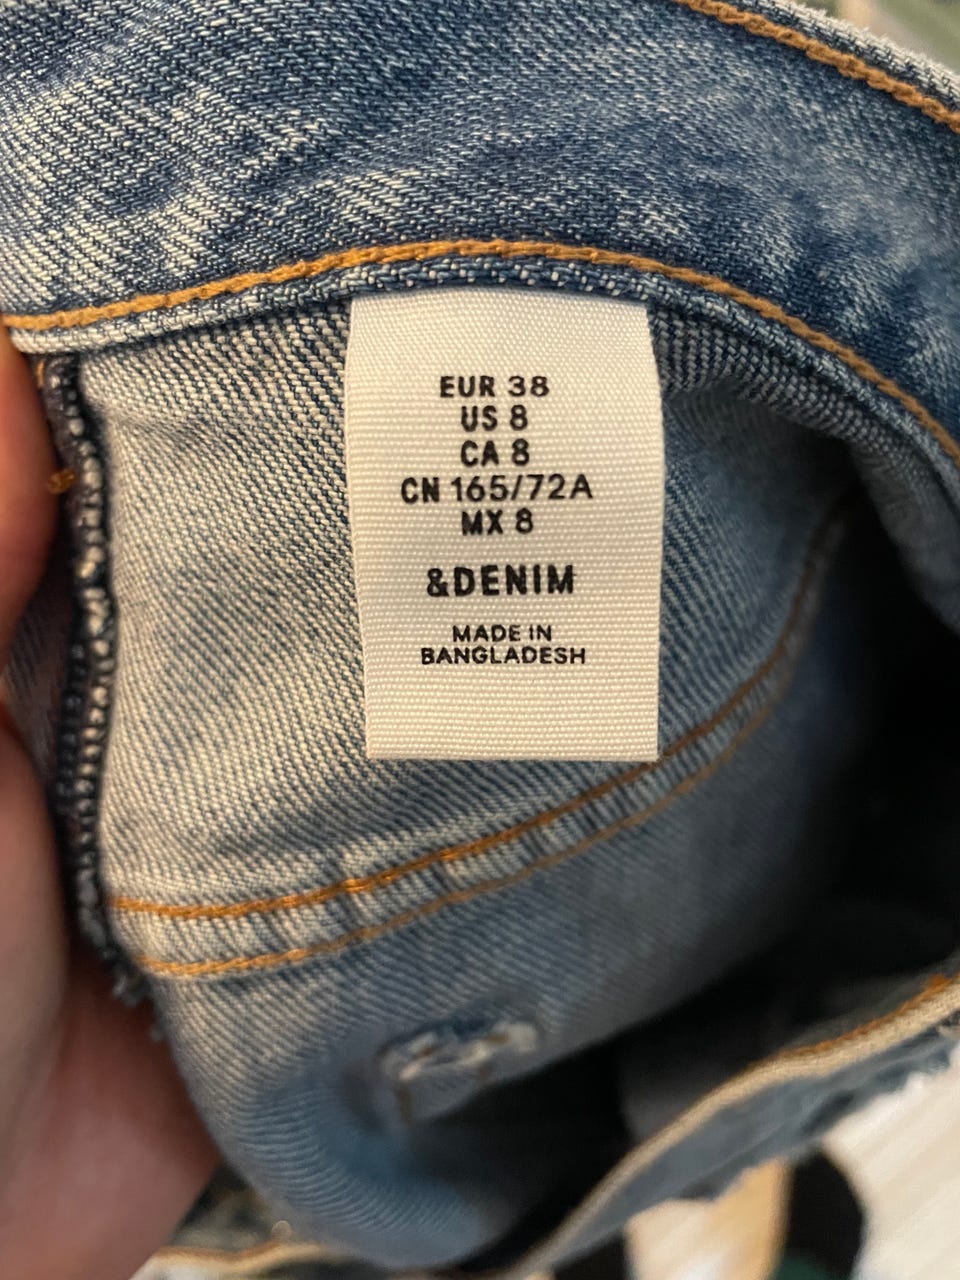 EUR 38
US 8
CA 8
CN 165/72A
MX 8
&DENIM
MADE IN
BANGLADESH